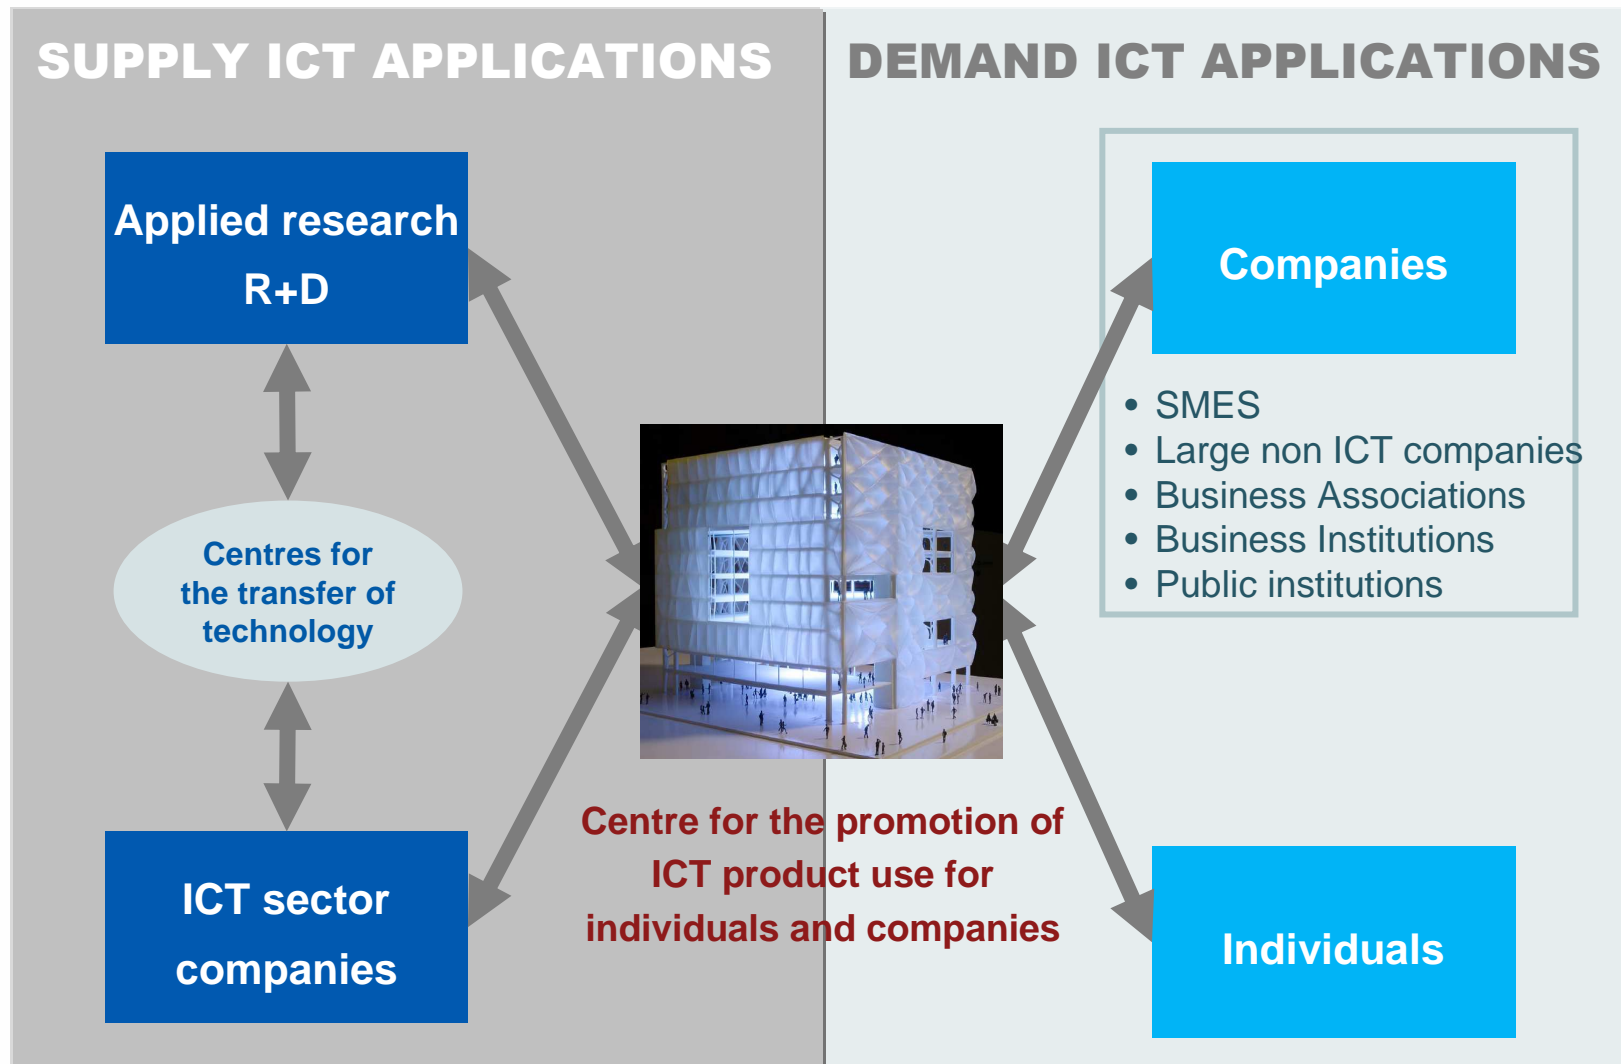 SUPPLY ICT APPLICATIONS
DEMAND ICT APPLICATIONS
Applied research
R+D
Companies
• SMES
• Large non ICT companies
• Business Associations
• Business Institutions
• Public institutions
Centres for
the transfer of
technology
Centre for the promotion of
ICT product use for
individuals and companies
ICT sector
companies
Individuals